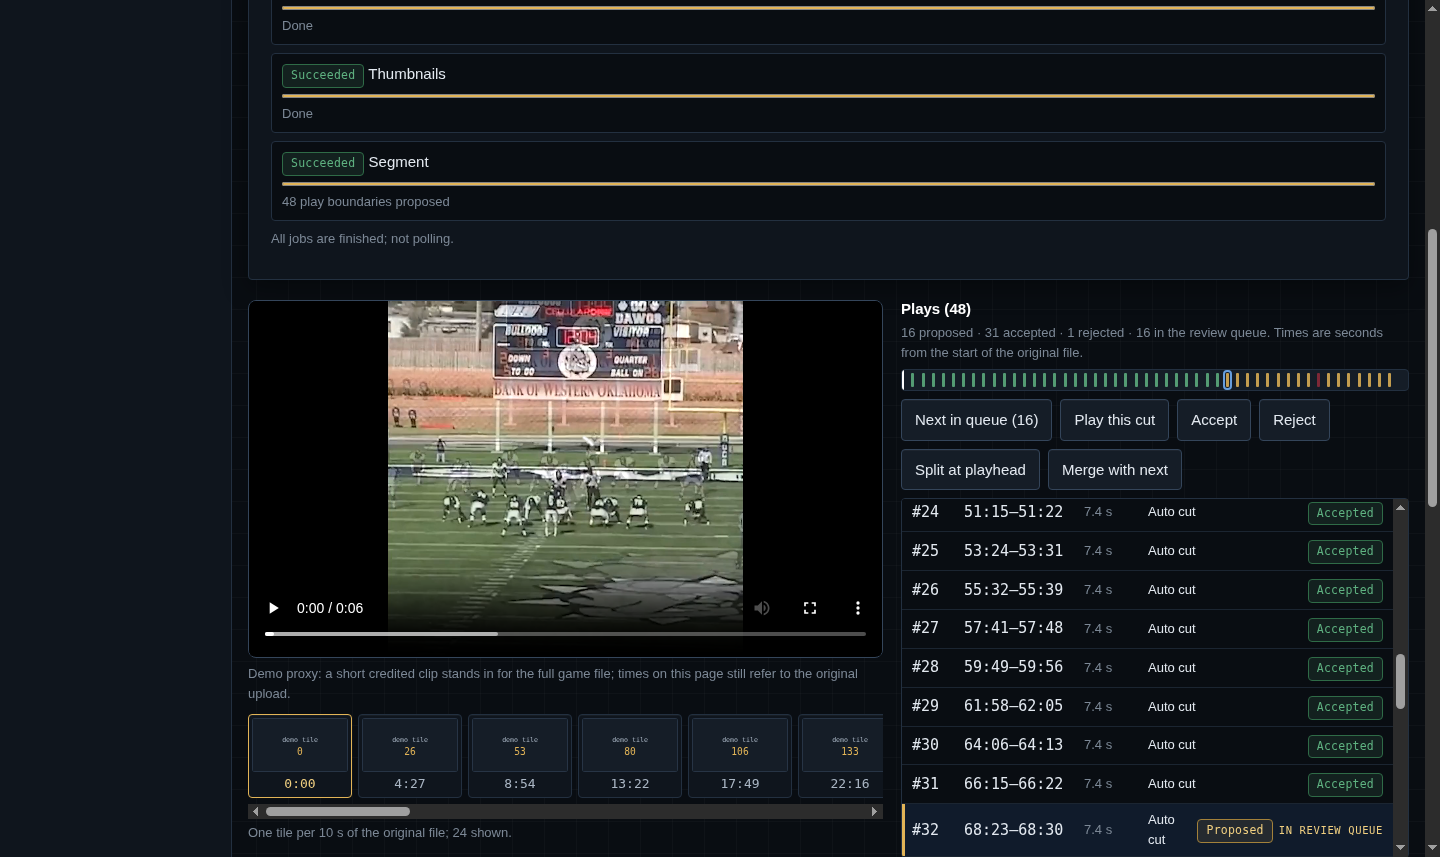 Done
Succeeded Thumbnails
Done
Succeeded Segment
48 play boundaries proposed
All jobs are finished; not polling.
BULLDOGS
DAWGS
VISITOR
12:04
DOWN
QUARTER
TO GO
BALL ON
BANK OF WESTERN OKLAHOMA
0:00 / 0:06
Demo proxy: a short credited clip stands in for the full game file; times on this page still refer to the original
upload.
demo tile demo tile demo tile demo tile demo tile demo tile
0 26 53 80 106 133
0:00 4:27 8:54 13:22 17:49 22:16
One tile per 10 s of the original file; 24 shown.
Plays (48)
16 proposed · 31 accepted · 1 rejected · 16 in the review queue. Times are seconds
from the start of the original file.
Next in queue (16) Play this cut Accept Reject
Split at playhead Merge with next
#24 51:15–51:22 7.4 s Auto cut Accepted
#25 53:24–53:31 7.4 s Auto cut Accepted
#26 55:32–55:39 7.4 s Auto cut Accepted
#27 57:41–57:48 7.4 s Auto cut Accepted
#28 59:49–59:56 7.4 s Auto cut Accepted
#29 61:58–62:05 7.4 s Auto cut Accepted
#30 64:06–64:13 7.4 s Auto cut Accepted
#31 66:15–66:22 7.4 s Auto cut Accepted
#32 68:23–68:30 7.4 s Auto cut Proposed IN REVIEW QUEUE